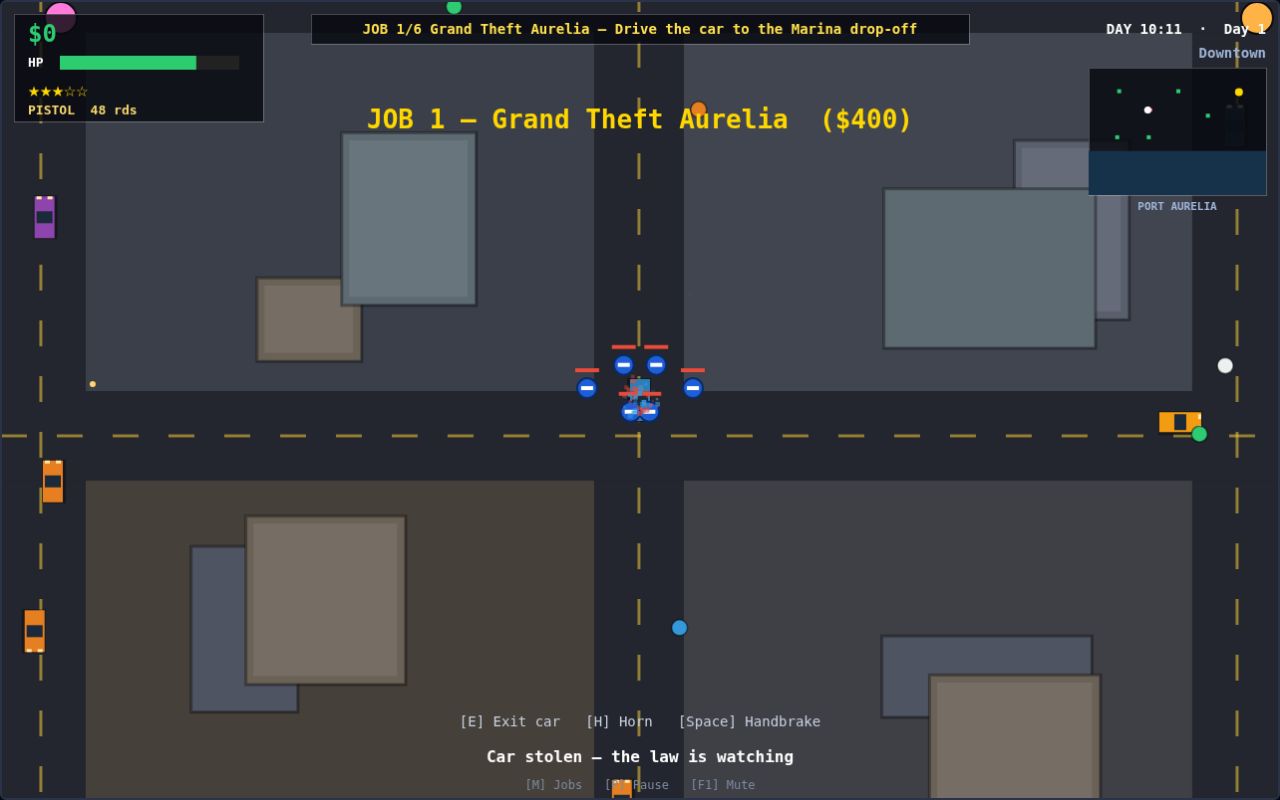 $0
HP
★★★☆☆
PISTOL 48 rds
JOB 1/6 Grand Theft Aurelia — Drive the car to the Marina drop-off
DAY 10:11 · Day 1
Downtown
PORT AURELIA
JOB 1 — Grand Theft Aurelia ($400)
[E] Exit car [H] Horn [Space] Handbrake
Car stolen — the law is watching
[M] Jobs Pause [F1] Mute